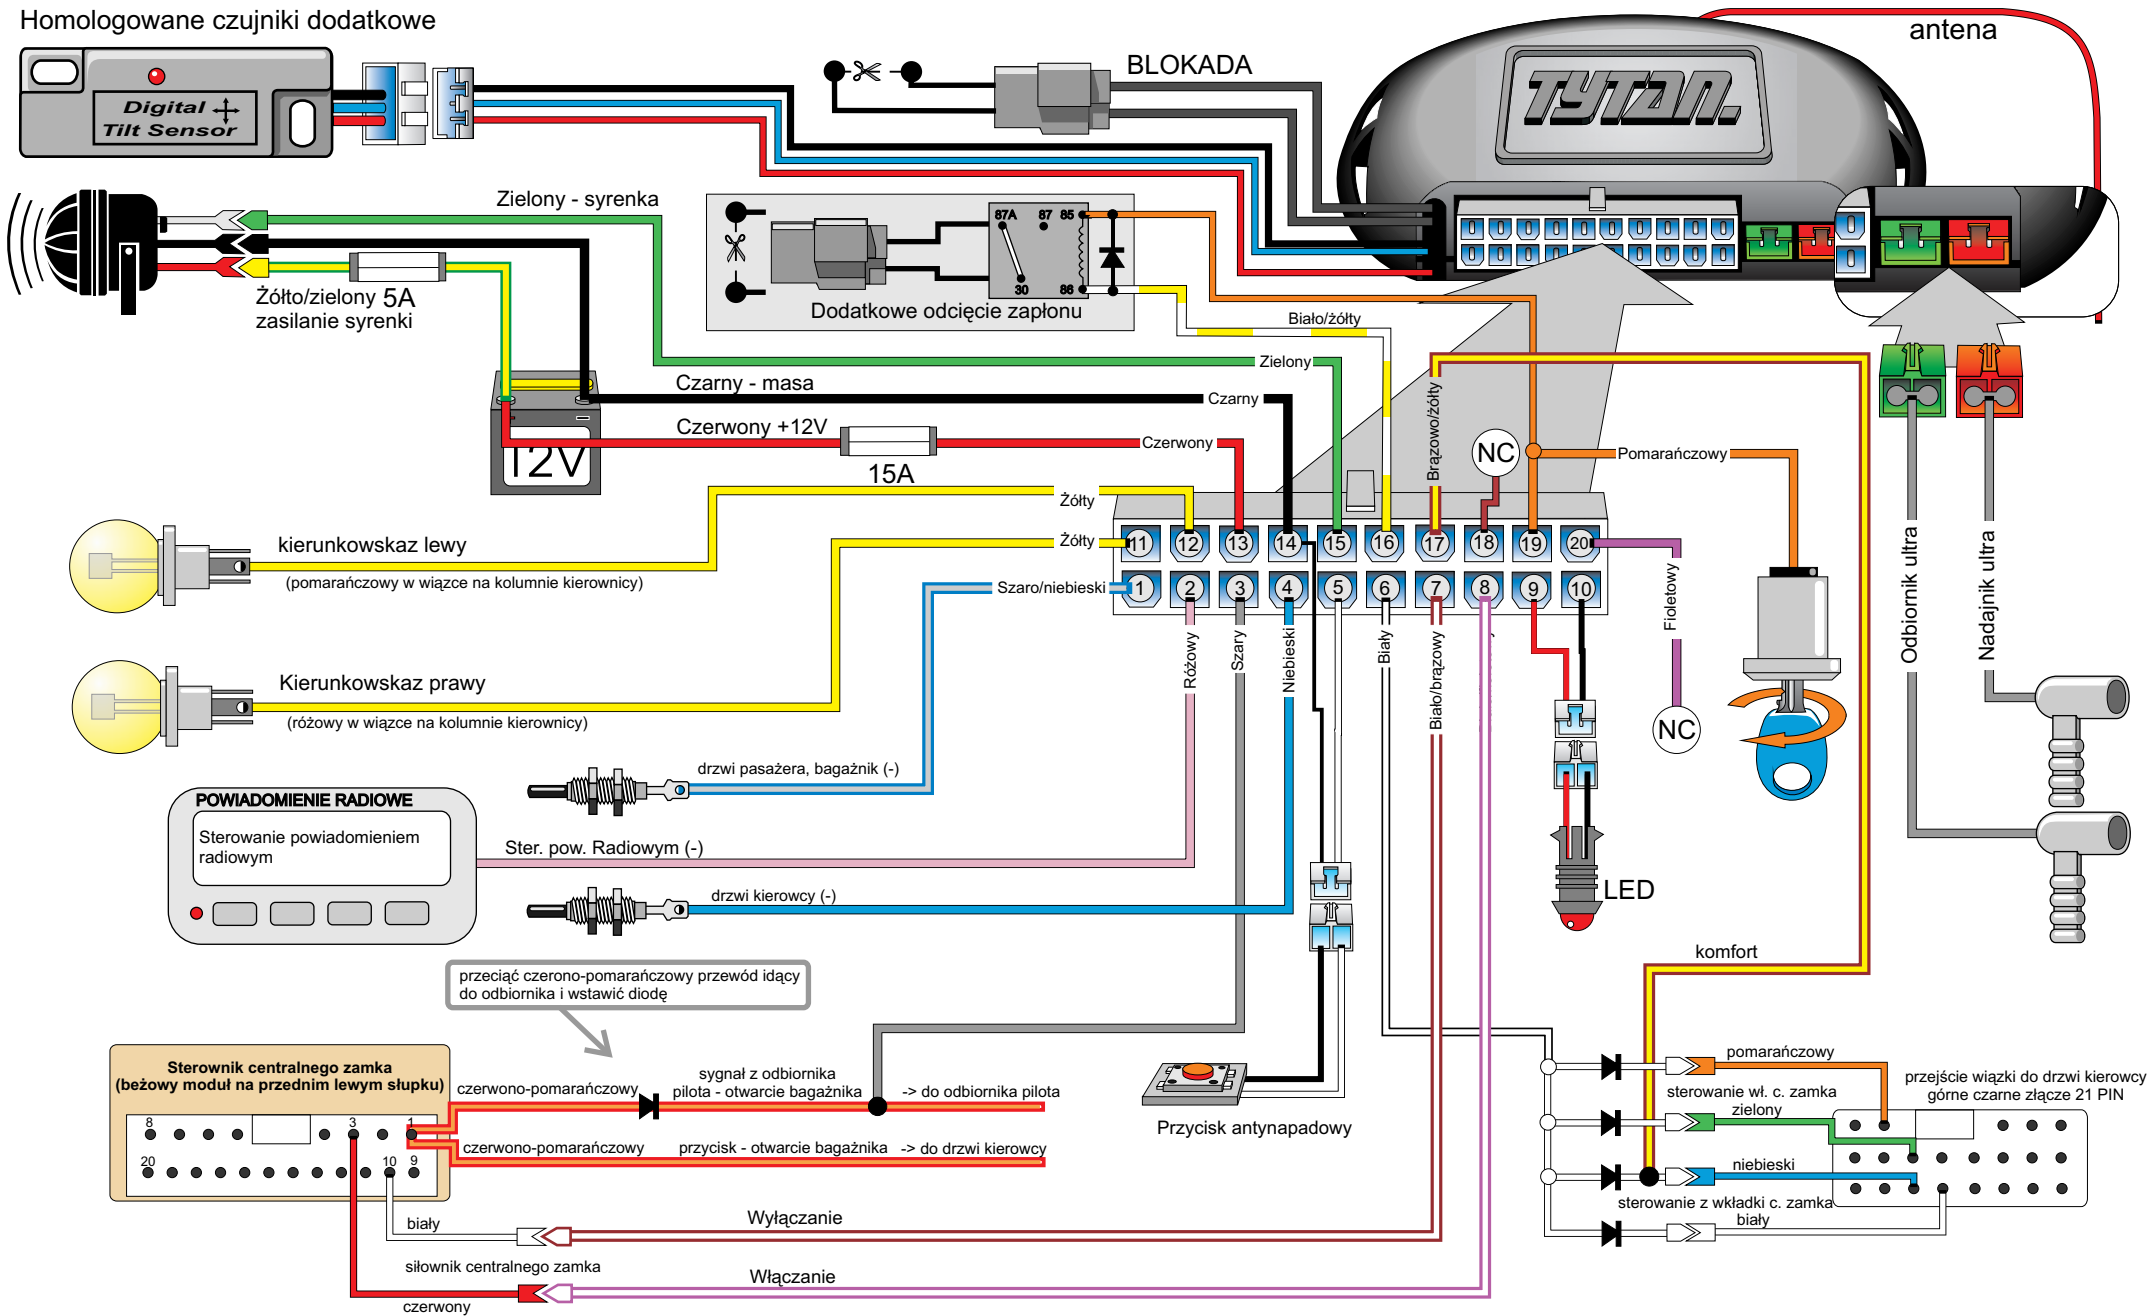 Homologowane czujniki dodatkowe
Digital
Tilt Sensor
BLOKADA
TYTAN.
antena
Zielony - syrenka
Żółto/zielony 5A
zasilanie syrenki
87A 87 85
30 86
Dodatkowe odcięcie zapłonu
Biało/żółty
Zielony
Czarny - masa
Czarny
Czerwony +12V
Czerwony
15A
12V
Brązowo/żółty
NC
Pomarańczowy
Żółty
Żółty
kierunkowskaz lewy
(pomarańczowy w wiązce na kolumnie kierownicy)
Szaro/niebieski
11 12 13 14 15 16 17 18 19 20
1 2 3 4 5 6 7 8 9 10
Różowy
Szary
Niebieski
Biały
Biało/brązowy
Fioletowy
NC
Odbiornik ultra
Nadajnik ultra
Kierunkowskaz prawy
(różowy w wiązce na kolumnie kierownicy)
drzwi pasażera, bagażnik (-)
POWIADOMIENIE RADIOWE
Sterowanie powiadomieniem
radiowym
Ster. pow. Radiowym (-)
drzwi kierowcy (-)
LED
komfort
przeciąć czerono-pomarańczowy przewód idący
do odbiornika i wstawić diodę
Sterownik centralnego zamka
(beżowy moduł na przednim lewym słupku)
8 3 1
20 10 9
czerwono-pomarańczowy
sygnał z odbiornika
pilota - otwarcie bagażnika
-> do odbiornika pilota
czerwono-pomarańczowy
przycisk - otwarcie bagażnika
-> do drzwi kierowcy
Przycisk antynapadowy
pomarańczowy
sterowanie wł. c. zamka
zielony
niebieski
sterowanie z wkładki c. zamka
biały
przejście wiązki do drzwi kierowcy
górne czarne złącze 21 PIN
biały
Wyłączanie
siłownik centralnego zamka
Włączanie
czerwony